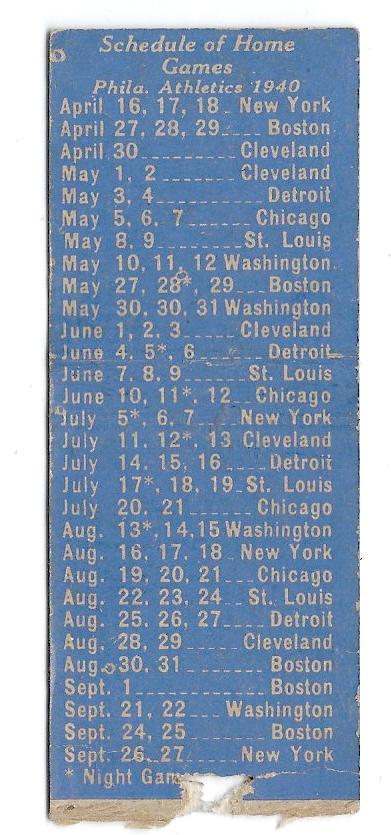 Schedule of Home
Games
Phila. Athletics 1940
April 16, 17, 18 New York
April 27, 28, 29 Boston
April 30 Cleveland
May 1, 2 Cleveland
May 3, 4 Detroit
May 5, 6, 7 Chicago
May 8, 9 St. Louis
May 10, 11, 12 Washington
May 27, 28*, 29 Boston
May 30, 30, 31 Washington
June 1, 2, 3 Cleveland
June 4, 5*, 6 Detroit
June 7, 8, 9 St. Louis
June 10, 11*, 12 Chicago
July 5*, 6, 7 New York
July 11, 12*, 13 Cleveland
July 14, 15, 16 Detroit
July 17*, 18, 19 St. Louis
July 20, 21 Chicago
Aug. 13*, 14, 15 Washington
Aug. 16, 17, 18 New York
Aug. 19, 20, 21 Chicago
Aug. 22, 23, 24 St. Louis
Aug. 25, 26, 27 Detroit
Aug. 28, 29 Cleveland
Aug. 30, 31 Boston
Sept. 1 Boston
Sept. 21, 22 Washington
Sept. 24, 25 Boston
Sept. 26, 27 New York
* Night Gam